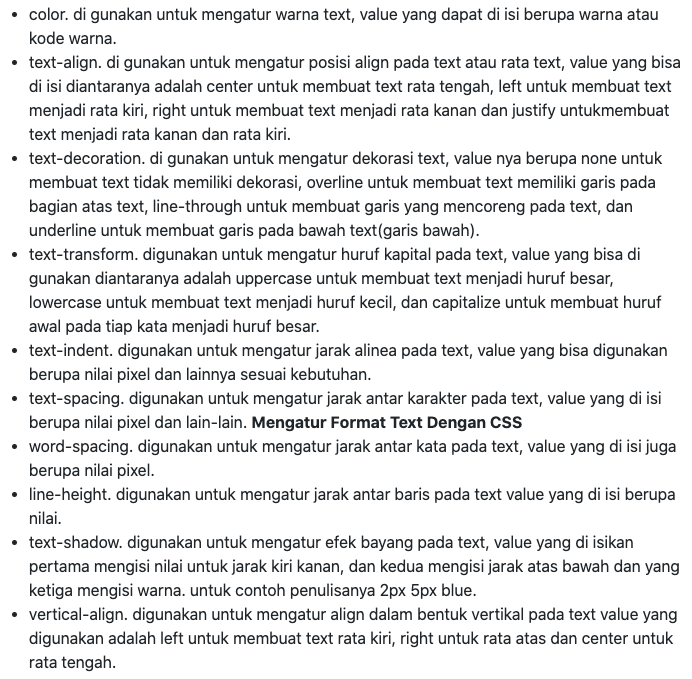 • color. di gunakan untuk mengatur warna text, value yang dapat di isi berupa warna atau
kode warna.
• text-align. di gunakan untuk mengatur posisi align pada text atau rata text, value yang bisa
di isi diantaranya adalah center untuk membuat text rata tengah, left untuk membuat text
menjadi rata kiri, right untuk membuat text menjadi rata kanan dan justify untukmembuat
text menjadi rata kanan dan rata kiri.
• text-decoration. di gunakan untuk mengatur dekorasi text, value nya berupa none untuk
membuat text tidak memiliki dekorasi, overline untuk membuat text memiliki garis pada
bagian atas text, line-through untuk membuat garis yang mencoreng pada text, dan
underline untuk membuat garis pada bawah text(garis bawah).
• text-transform. digunakan untuk mengatur huruf kapital pada text, value yang bisa di
gunakan diantaranya adalah uppercase untuk membuat text menjadi huruf besar,
lowercase untuk membuat text menjadi huruf kecil, dan capitalize untuk membuat huruf
awal pada tiap kata menjadi huruf besar.
• text-indent. digunakan untuk mengatur jarak alinea pada text, value yang bisa digunakan
berupa nilai pixel dan lainnya sesuai kebutuhan.
• text-spacing. digunakan untuk mengatur jarak antar karakter pada text, value yang di isi
berupa nilai pixel dan lain-lain. Mengatur Format Text Dengan CSS
• word-spacing. digunakan untuk mengatur jarak antar kata pada text, value yang di isi juga
berupa nilai pixel.
• line-height. digunakan untuk mengatur jarak antar baris pada text value yang di isi berupa
nilai.
• text-shadow. digunakan untuk mengatur efek bayang pada text, value yang di isikan
pertama mengisi nilai untuk jarak kiri kanan, dan kedua mengisi jarak atas bawah dan yang
ketiga mengisi warna. untuk contoh penulisanya 2px 5px blue.
• vertical-align. digunakan untuk mengatur align dalam bentuk vertikal pada text value yang
digunakan adalah left untuk membuat text rata kiri, right untuk rata atas dan center untuk
rata tengah.